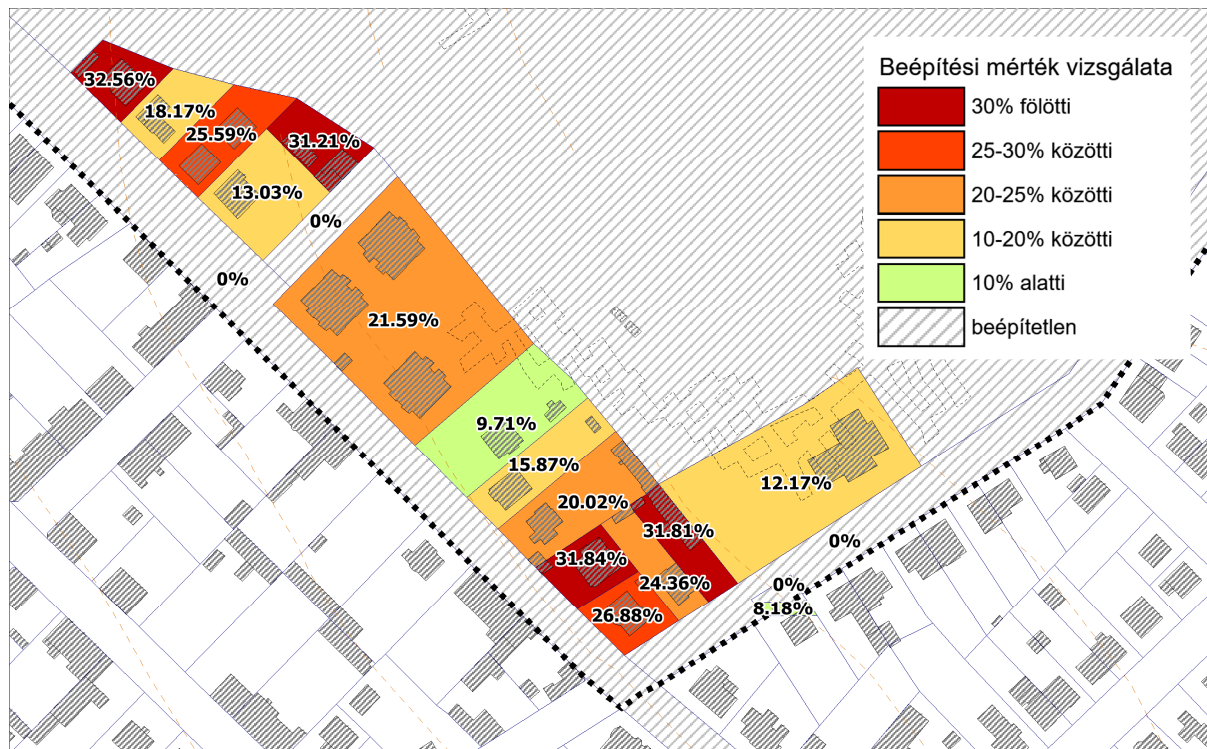 Beépítési mérték vizsgálata
30% fölötti
25-30% közötti
20-25% közötti
10-20% közötti
10% alatti
beépítetlen
32.56%
18.17%
25.59%
31.21%
13.03%
0%
0%
21.59%
9.71%
15.87%
20.02%
12.17%
31.81%
0%
31.84%
24.36%
0%
8.18%
26.88%